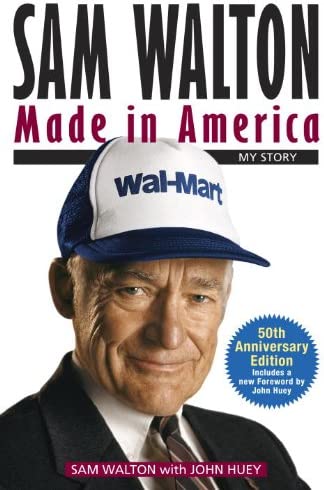 SAM WALTON
Made in America
MY STORY
Wal-Mart
50th
Anniversary
Edition
Includes a
new Foreword by
John Huey
SAM WALTON with JOHN HUEY